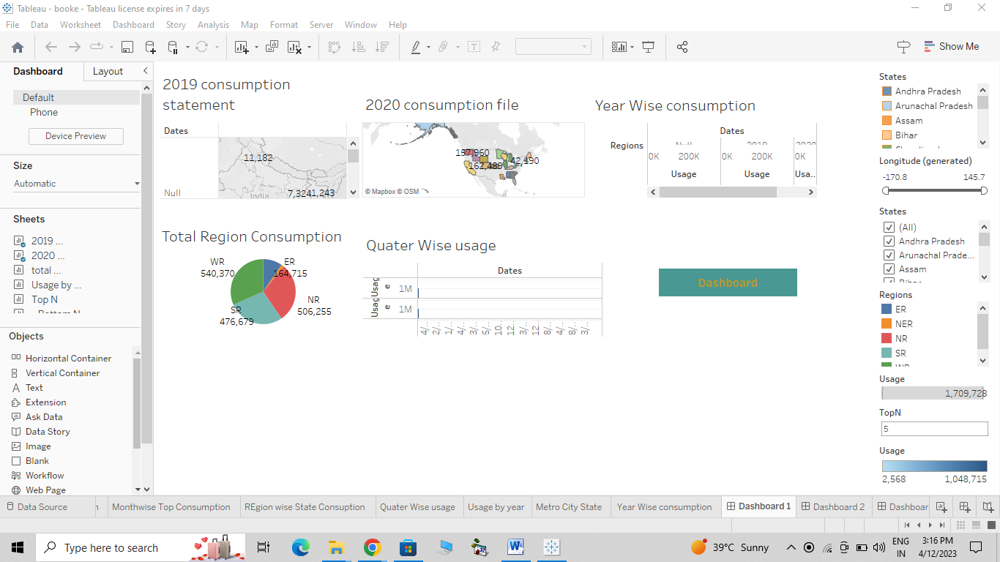 Tableau - booke - Tableau license expires in 7 days
File Data Worksheet Dashboard Story Analysis Map Format Server Window Help
Show Me
Dashboard Layout
Default
Phone
Device Preview
Size
Automatic
Sheets
2019 ...
2020 ...
total ...
Usage by ...
Top N
Bottom N
Objects
Horizontal Container
Vertical Container
Text
Extension
Ask Data
Data Story
Image
Blank
Workflow
Web Page
2019 consumption
statement
Dates
11,182
India
7,3241,243
Null
2020 consumption file
157,960
162,489
42,490
© Mapbox © OSM
Year Wise consumption
Dates
Regions
Null 2019 2020
0K 200K 0K 200K 0K
Usage Usage Usa..
Total Region Consumption
WR
540,370
ER
164,715
NR
506,255
SR
476,679
Quater Wise usage
Dates
Usag e 1M
Usag e 1M
4/.. 2/.. 1/.. 4/.. 3/.. 5/.. 10.. 12.. 3/.. 12.. 8/.. 4/.. 8/.. 3/..
Dashboard
States
Andhra Pradesh
Arunachal Pradesh
Assam
Bihar
Longitude (generated)
-170.8 145.7
States
(All)
Andhra Pradesh
Arunachal Prade...
Assam
Bihar
Regions
ER
NER
NR
SR
WR
Usage
1,709,728
TopN
5
Usage
2,568 1,048,715
Data Source Monthwise Top Consumption REgion wise State Consuption Quater Wise usage Usage by year Metro City State Year Wise consumption Dashboard 1 Dashboard 2 Dashboar
Type here to search
39°C Sunny
ENG
IN
3:16 PM
4/12/2023